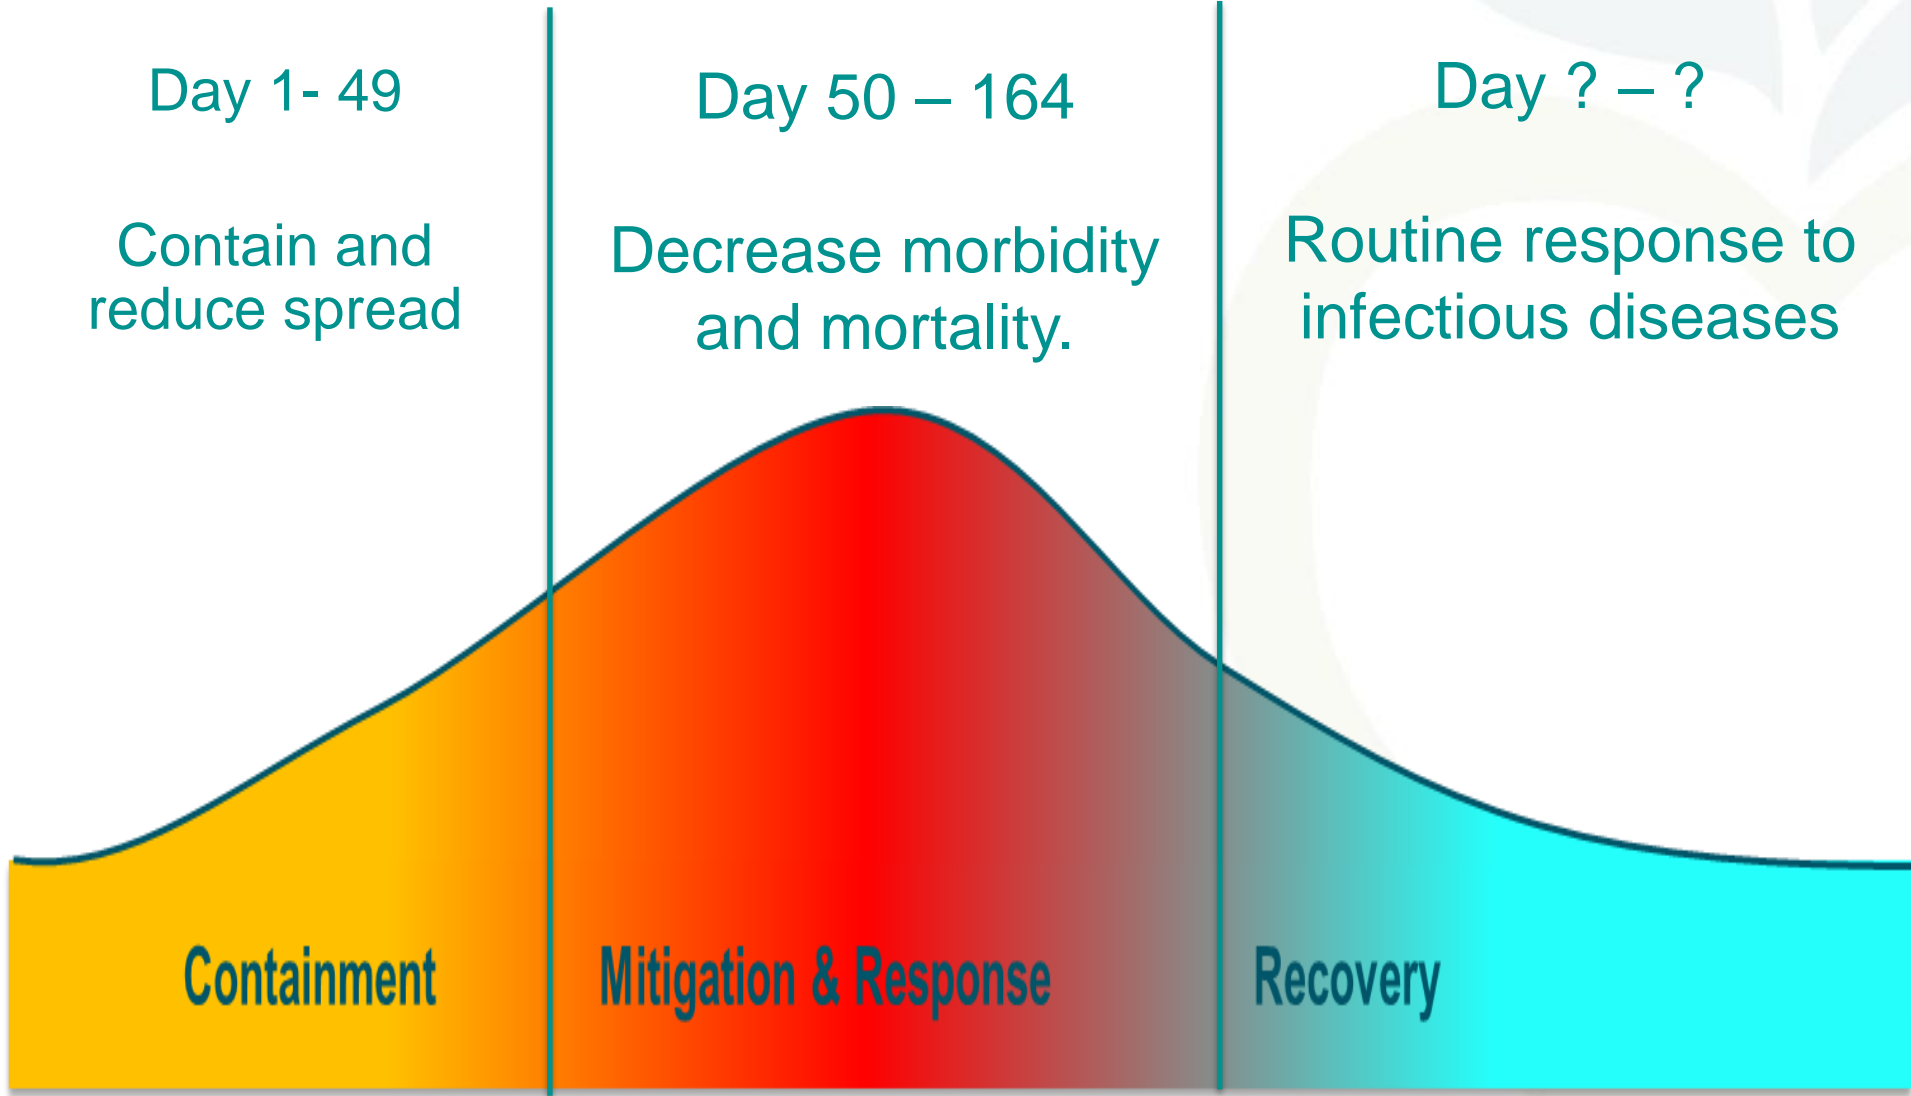 Day 1- 49
Contain and
reduce spread
Day 50 – 164
Decrease morbidity
and mortality.
Day ? – ?
Routine response to
infectious diseases
Containment
Mitigation & Response
Recovery